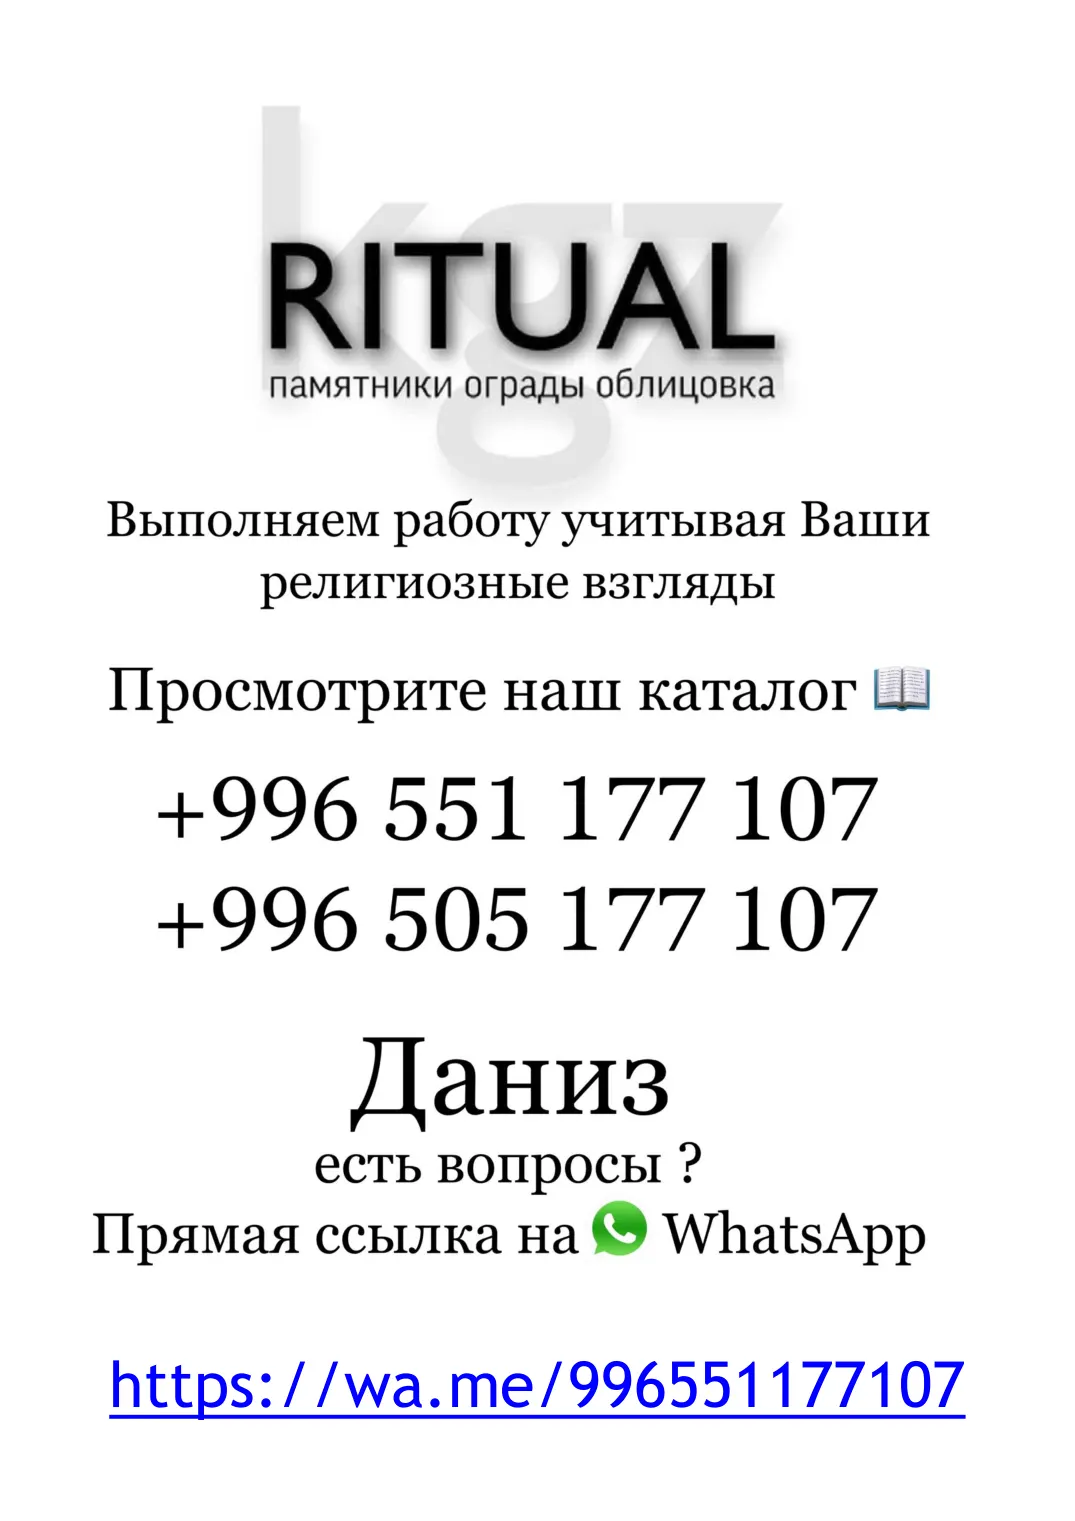 kgz
RITUAL
памятники ограды облицовка
Выполняем работу учитывая Ваши
религиозные взгляды
Просмотрите наш каталог 📖
+996 551 177 107
+996 505 177 107
Даниз
есть вопросы ?
Прямая ссылка на WhatsApp
https://wa.me/996551177107